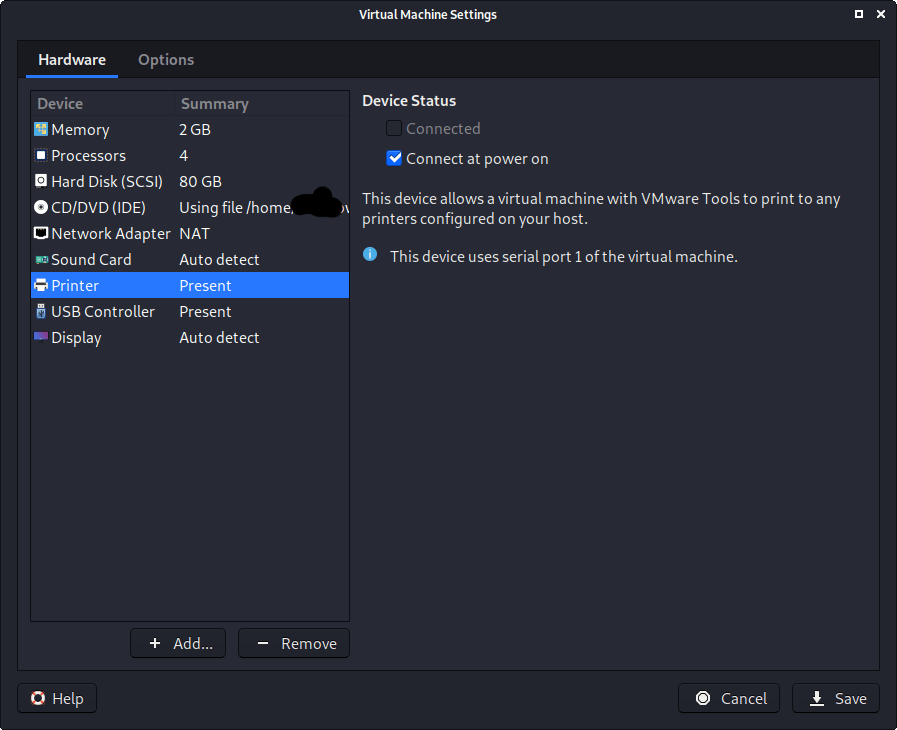 Virtual Machine Settings
Hardware Options
Device Summary
Memory 2 GB
Processors 4
Hard Disk (SCSI) 80 GB
CD/DVD (IDE) Using file /home/
Network Adapter NAT
Sound Card Auto detect
Printer Present
USB Controller Present
Display Auto detect
+ Add...
− Remove
Device Status
Connected
Connect at power on
This device allows a virtual machine with VMware Tools to print to any
printers configured on your host.
This device uses serial port 1 of the virtual machine.
Help
Cancel
Save